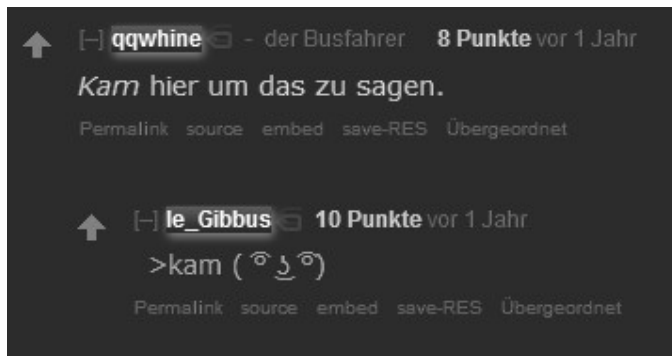 [–] qqwhine - der Busfahrer 8 Punkte vor 1 Jahr
Kam hier um das zu sagen.
Permalink source embed save-RES Übergeordnet
[–] le_Gibbus 10 Punkte vor 1 Jahr
>kam ( ͡° ͜ʖ ͡°)
Permalink source embed save-RES Übergeordnet